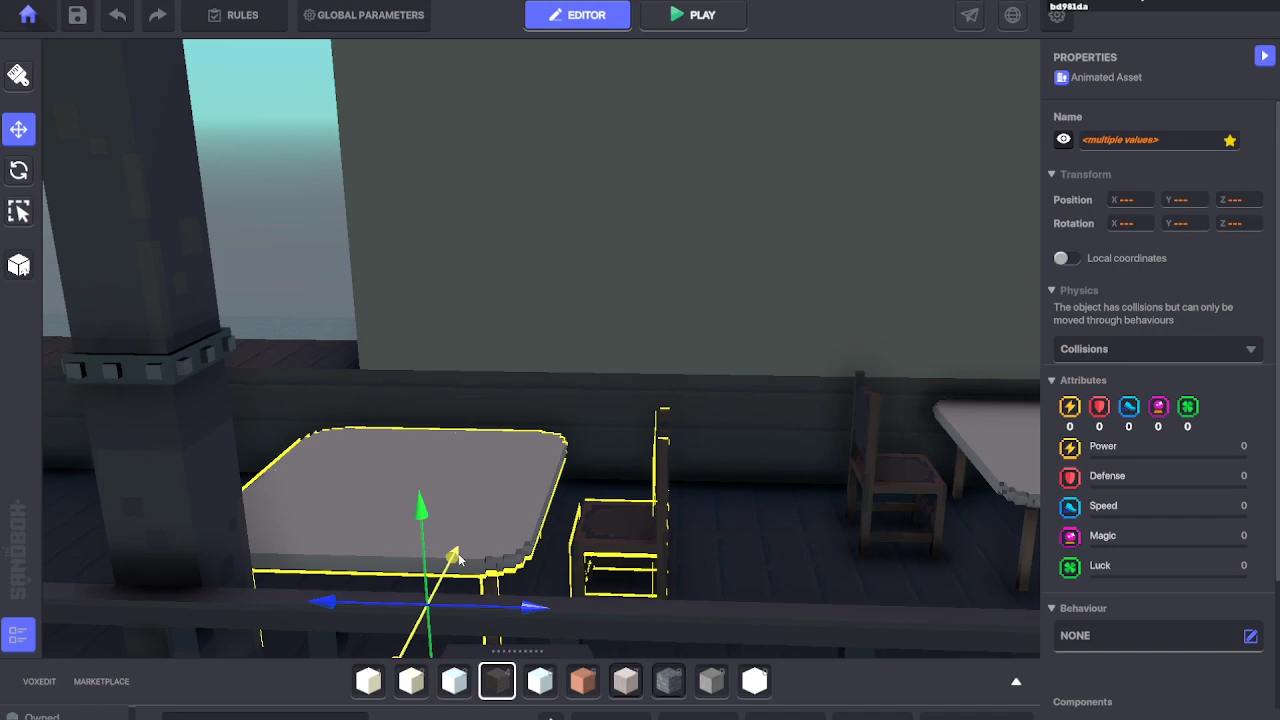 bd981da
RULES
GLOBAL PARAMETERS
EDITOR
PLAY
PROPERTIES
Animated Asset
Name
<multiple values>
Transform
Position X --- Y --- Z ---
Rotation X --- Y --- Z ---
Local coordinates
Physics
The object has collisions but can only be
moved through behaviours
Collisions
Attributes
0 0 0 0 0
Power 0
Defense 0
Speed 0
Magic 0
Luck 0
Behaviour
NONE
Components
THE SANDBOX
VOXEDIT MARKETPLACE
Owned